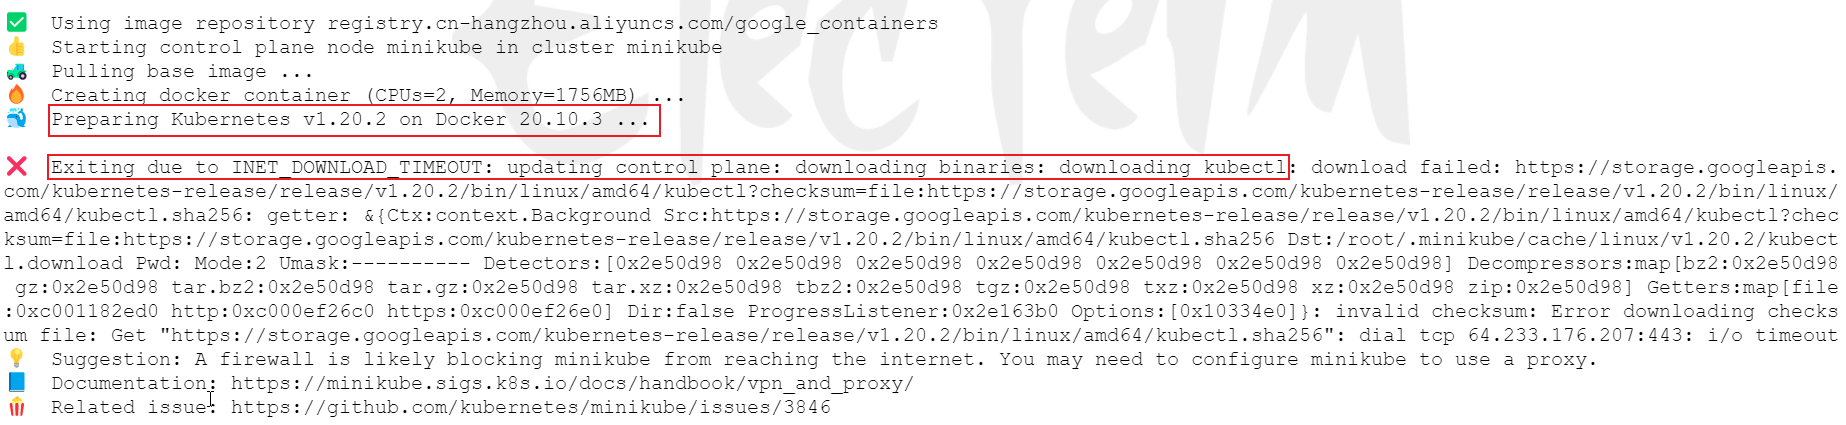 Using image repository registry.cn-hangzhou.aliyuncs.com/google_containers
Starting control plane node minikube in cluster minikube
Pulling base image ...
Creating docker container (CPUs=2, Memory=1756MB) ...
Preparing Kubernetes v1.20.2 on Docker 20.10.3 ...
Exiting due to INET_DOWNLOAD_TIMEOUT: updating control plane: downloading binaries: downloading kubectl: download failed: https://storage.googleapis.
com/kubernetes-release/release/v1.20.2/bin/linux/amd64/kubectl?checksum=file:https://storage.googleapis.com/kubernetes-release/release/v1.20.2/bin/linux/
amd64/kubectl.sha256: getter: &{Ctx:context.Background Src:https://storage.googleapis.com/kubernetes-release/release/v1.20.2/bin/linux/amd64/kubectl?chec
ksum=file:https://storage.googleapis.com/kubernetes-release/release/v1.20.2/bin/linux/amd64/kubectl.sha256 Dst:/root/.minikube/cache/linux/v1.20.2/kubect
l.download Pwd: Mode:2 Umask:---------- Detectors:[0x2e50d98 0x2e50d98 0x2e50d98 0x2e50d98 0x2e50d98 0x2e50d98 0x2e50d98] Decompressors:map[bz2:0x2e50d98
gz:0x2e50d98 tar.bz2:0x2e50d98 tar.gz:0x2e50d98 tar.xz:0x2e50d98 tbz2:0x2e50d98 tgz:0x2e50d98 txz:0x2e50d98 xz:0x2e50d98 zip:0x2e50d98] Getters:map[file
:0xc001182ed0 http:0xc000ef26c0 https:0xc000ef26e0] Dir:false ProgressListener:0x2e163b0 Options:[0x10334e0]}: invalid checksum: Error downloading checks
um file: Get "https://storage.googleapis.com/kubernetes-release/release/v1.20.2/bin/linux/amd64/kubectl.sha256": dial tcp 64.233.176.207:443: i/o timeout
Suggestion: A firewall is likely blocking minikube from reaching the internet. You may need to configure minikube to use a proxy.
Documentation: https://minikube.sigs.k8s.io/docs/handbook/vpn_and_proxy/
Related issue: https://github.com/kubernetes/minikube/issues/3846